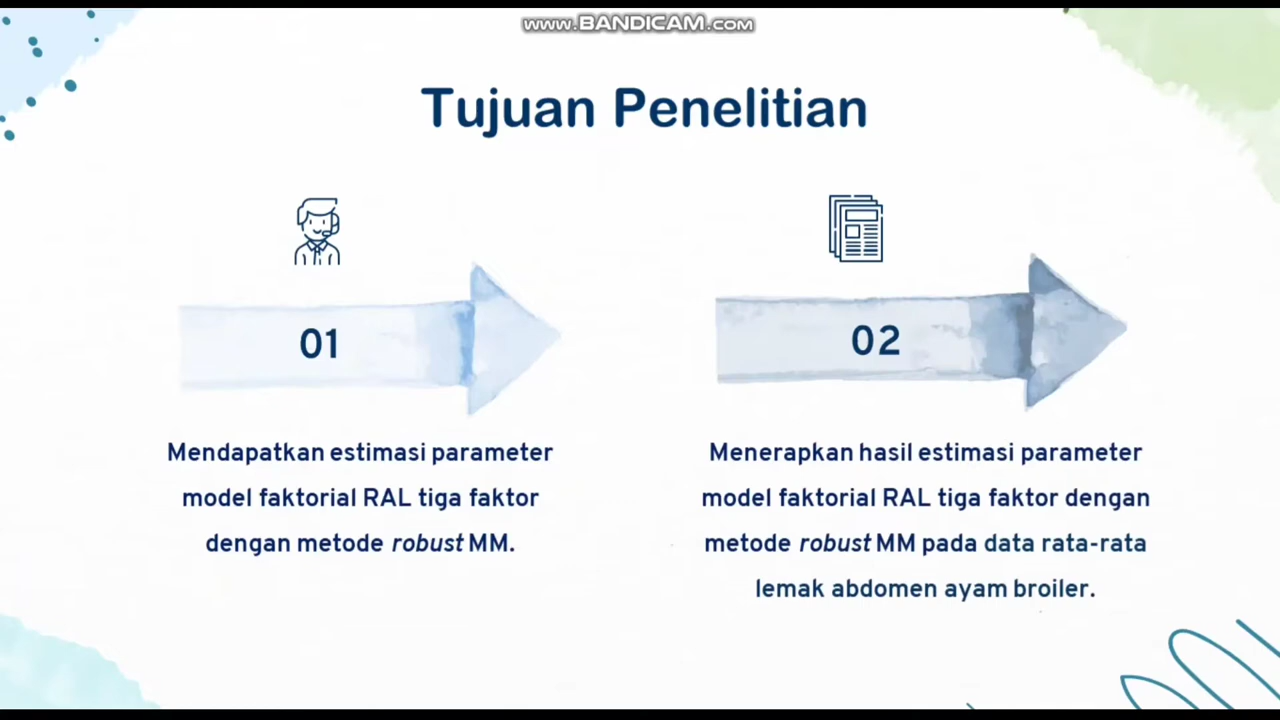 www.BANDICAM.com
Tujuan Penelitian
01
Mendapatkan estimasi parameter
model faktorial RAL tiga faktor
dengan metode robust MM.
02
Menerapkan hasil estimasi parameter
model faktorial RAL tiga faktor dengan
metode robust MM pada data rata-rata
lemak abdomen ayam broiler.